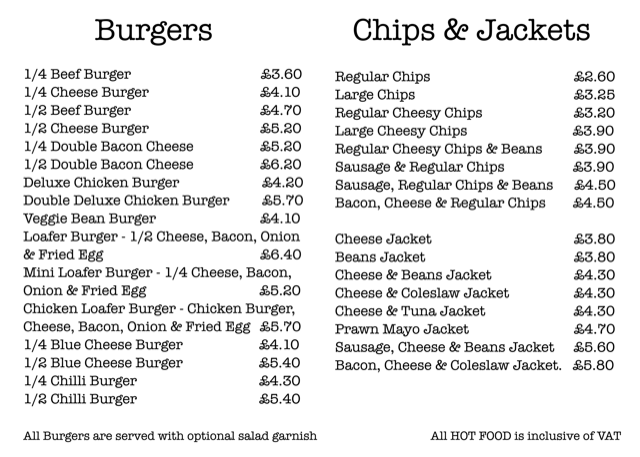 Burgers
1/4 Beef Burger £3.60
1/4 Cheese Burger £4.10
1/2 Beef Burger £4.70
1/2 Cheese Burger £5.20
1/4 Double Bacon Cheese £5.20
1/2 Double Bacon Cheese £6.20
Deluxe Chicken Burger £4.20
Double Deluxe Chicken Burger £5.70
Veggie Bean Burger £4.10
Loafer Burger - 1/2 Cheese, Bacon, Onion
& Fried Egg £6.40
Mini Loafer Burger - 1/4 Cheese, Bacon,
Onion & Fried Egg £5.20
Chicken Loafer Burger - Chicken Burger,
Cheese, Bacon, Onion & Fried Egg £5.70
1/4 Blue Cheese Burger £4.10
1/2 Blue Cheese Burger £5.40
1/4 Chilli Burger £4.30
1/2 Chilli Burger £5.40
All Burgers are served with optional salad garnish
Chips & Jackets
Regular Chips £2.60
Large Chips £3.25
Regular Cheesy Chips £3.20
Large Cheesy Chips £3.90
Regular Cheesy Chips & Beans £3.90
Sausage & Regular Chips £3.90
Sausage, Regular Chips & Beans £4.50
Bacon, Cheese & Regular Chips £4.50
Cheese Jacket £3.80
Beans Jacket £3.80
Cheese & Beans Jacket £4.30
Cheese & Coleslaw Jacket £4.30
Cheese & Tuna Jacket £4.30
Prawn Mayo Jacket £4.70
Sausage, Cheese & Beans Jacket £5.60
Bacon, Cheese & Coleslaw Jacket. £5.80
All HOT FOOD is inclusive of VAT